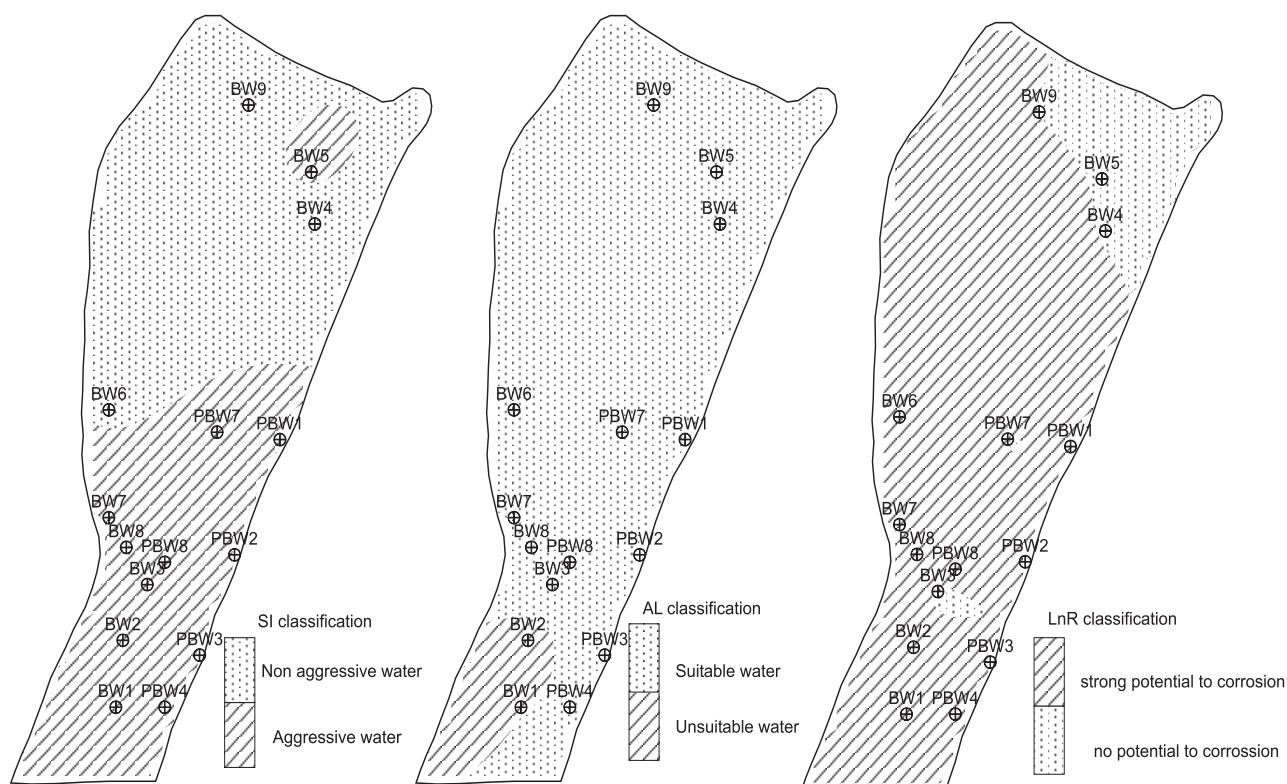 BW9
BW5
BW4
BW6
PBW7
PBW1
BW7
BW8
PBW8
PBW2
BW3
BW2
PBW3
BW1
PBW4
SI classification
Non aggressive water
Aggressive water
BW9
BW5
BW4
BW6
PBW7
PBW1
BW7
BW8
PBW8
PBW2
BW3
BW2
PBW3
BW1
PBW4
AL classification
Suitable water
Unsuitable water
BW9
BW5
BW4
BW6
PBW7
PBW1
BW7
BW8
PBW8
PBW2
BW3
BW2
PBW3
BW1
PBW4
LnR classification
strong potential to corrosion
no potential to corrossion